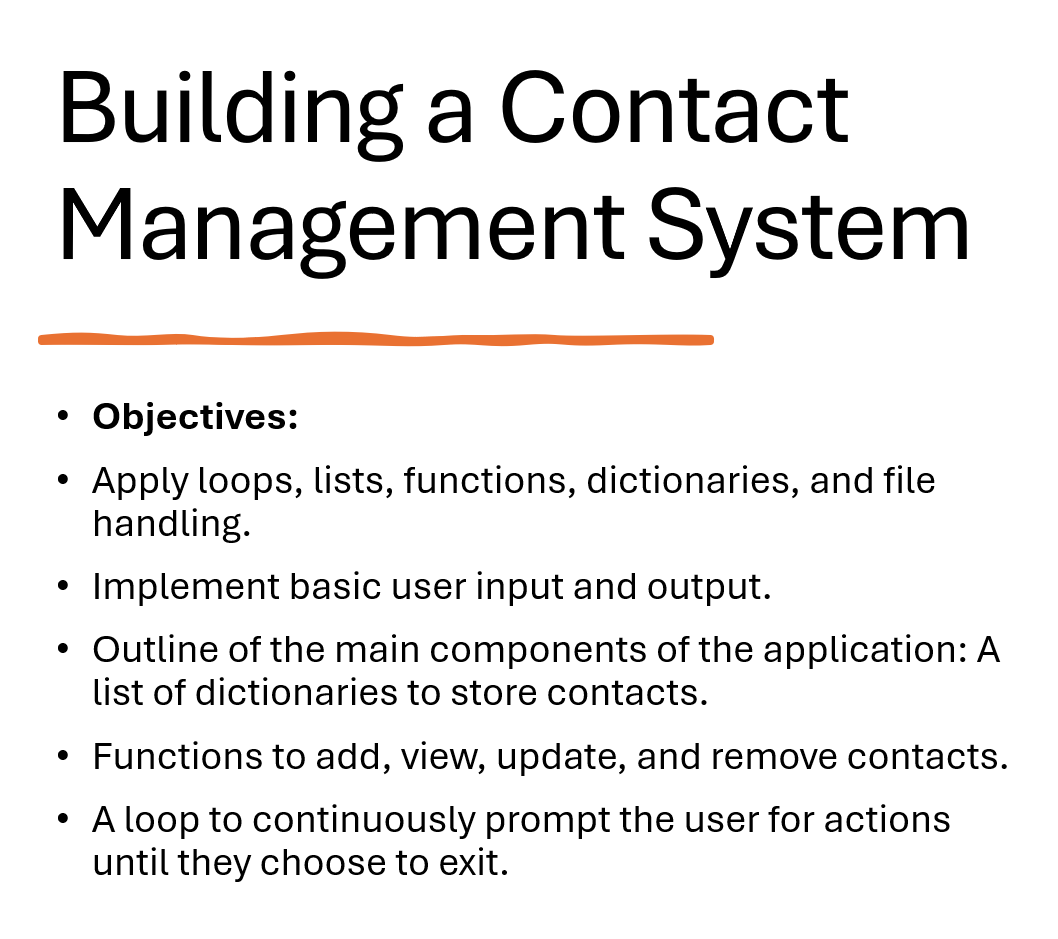 Building a Contact
Management System
• Objectives:
• Apply loops, lists, functions, dictionaries, and file
handling.
• Implement basic user input and output.
• Outline of the main components of the application: A
list of dictionaries to store contacts.
• Functions to add, view, update, and remove contacts.
• A loop to continuously prompt the user for actions
until they choose to exit.